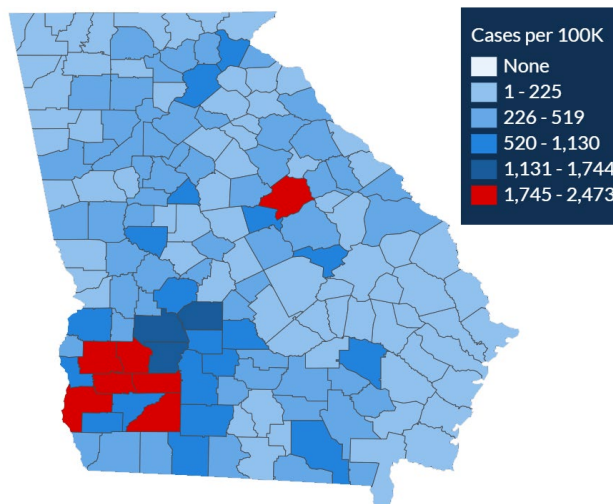 Cases per 100K
None
1 - 225
226 - 519
520 - 1,130
1,131 - 1,744
1,745 - 2,473